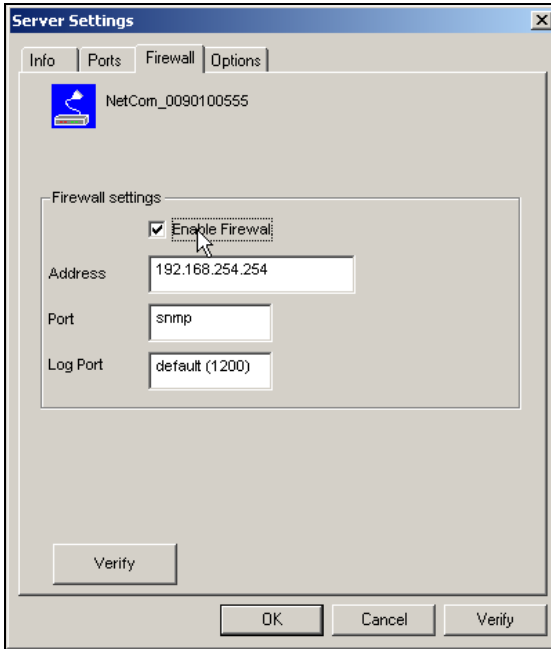 Server Settings
Info Ports Firewall Options
NetCom_0090100555
Firewall settings
Enable Firewal
Address 192.168.254.254
Port snmp
Log Port default (1200)
Verify
OK Cancel Verify